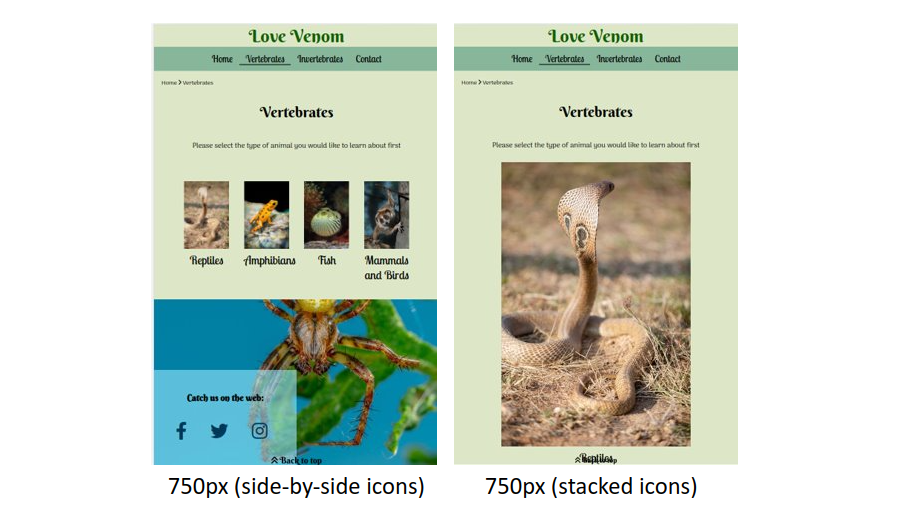 Love Venom
Home Vertebrates Invertebrates Contact
Home > Vertebrates
Vertebrates
Please select the type of animal you would like to learn about first
Reptiles Amphibians Fish Mammals
and Birds
Catch us on the web:
Back to top
750px (side-by-side icons)
Love Venom
Home Vertebrates Invertebrates Contact
Home > Vertebrates
Vertebrates
Please select the type of animal you would like to learn about first
Reptiles
Back to top
750px (stacked icons)